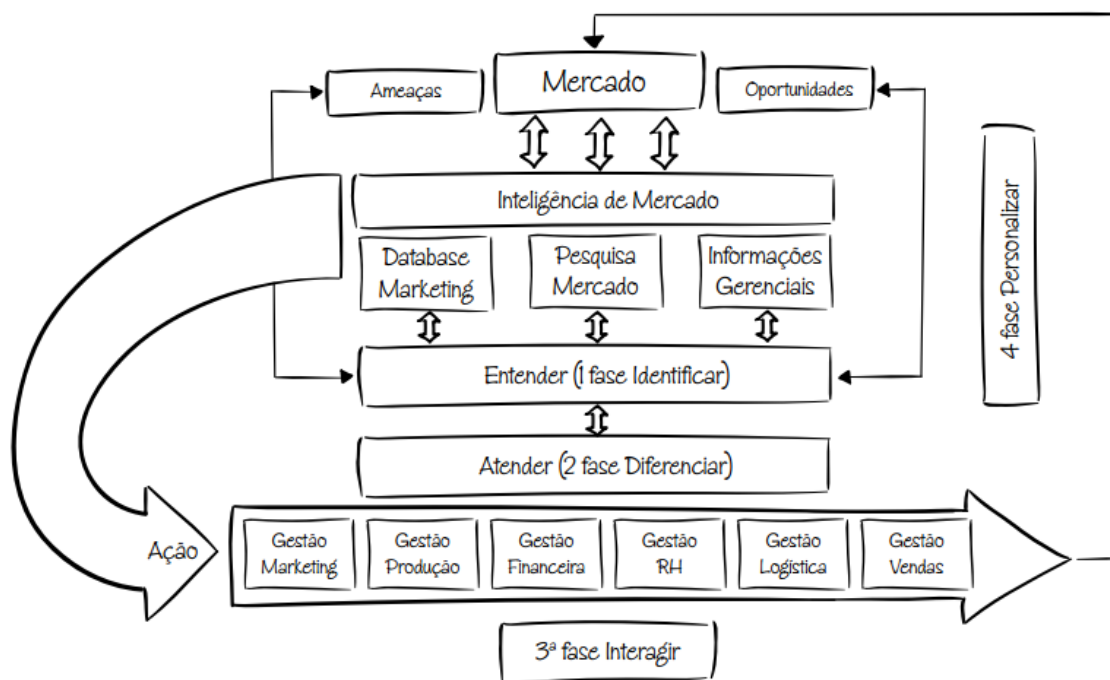 Mercado
Ameaças
Oportunidades
Inteligência de Mercado
Database
Marketing
Pesquisa
Mercado
Informações
Gerenciais
4 fase Personalizar
Entender (1 fase Identificar)
Atender (2 fase Diferenciar)
Ação
Gestão
Marketing
Gestão
Produção
Gestão
Financeira
Gestão
RH
Gestão
Logística
Gestão
Vendas
3ª fase Interagir